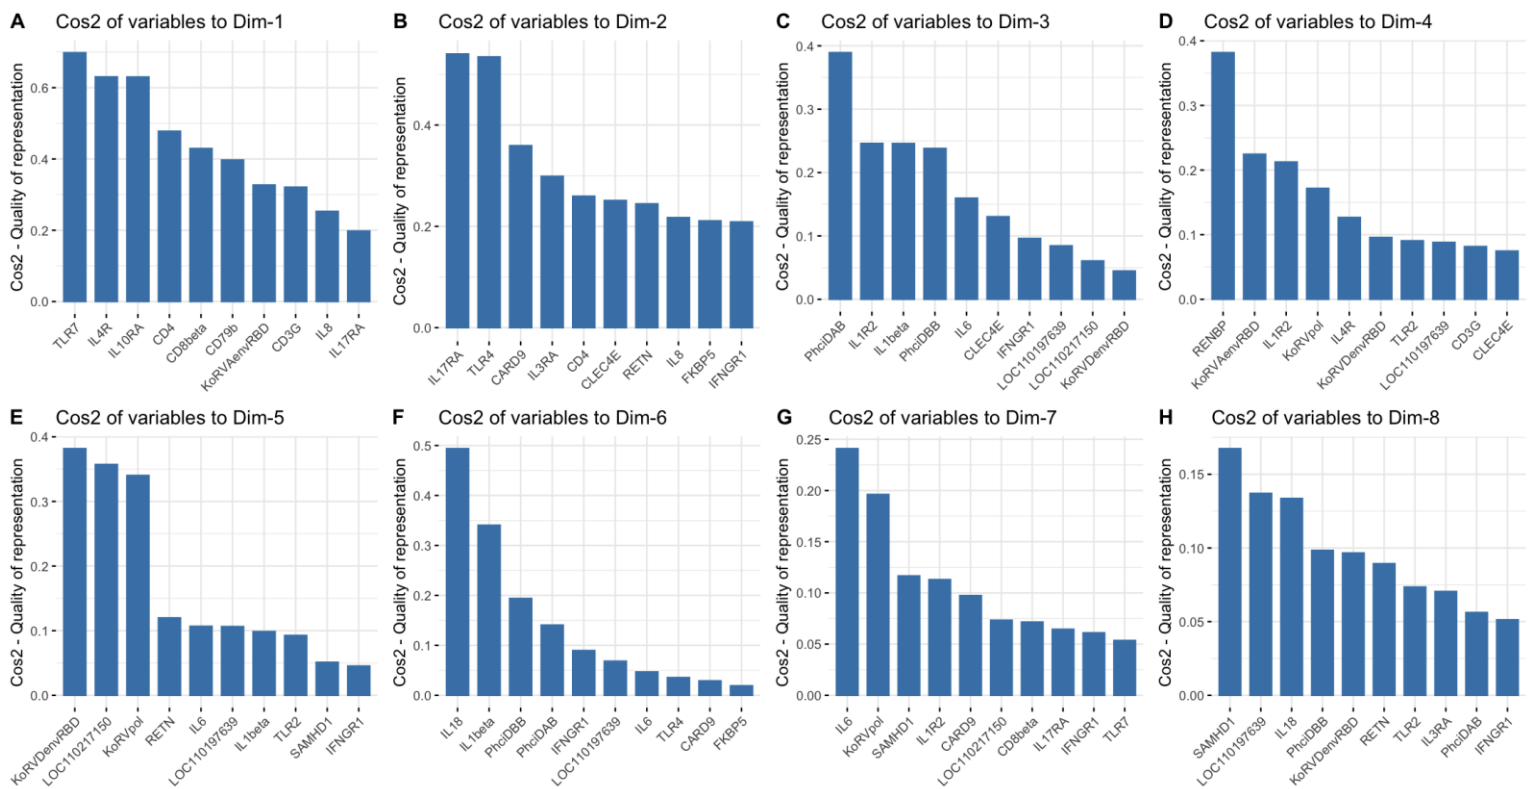 A Cos2 of variables to Dim-1
Cos2 - Quality of representation
0.6
0.4
0.2
0.0
TLR7
IL4R
IL10RA
CD4
CD8beta
CD79b
KoRVAenvRBD
CD3G
IL8
IL17RA
B Cos2 of variables to Dim-2
Cos2 - Quality of representation
0.4
0.2
0.0
IL17RA
TLR4
CARD9
IL3RA
CD4
CLEC4E
RETN
IL8
FKBP5
IFNGR1
C Cos2 of variables to Dim-3
Cos2 - Quality of representation
0.4
0.3
0.2
0.1
0.0
PhciDAB
IL1R2
IL1beta
PhciDBB
IL6
CLEC4E
IFNGR1
LOC110197639
LOC110217150
KoRVDenvRBD
D Cos2 of variables to Dim-4
Cos2 - Quality of representation
0.4
0.3
0.2
0.1
0.0
RENBP
KoRVAenvRBD
IL1R2
KoRVpol
IL4R
KoRVDenvRBD
TLR2
LOC110197639
CD3G
CLEC4E
E Cos2 of variables to Dim-5
Cos2 - Quality of representation
0.4
0.3
0.2
0.1
0.0
KoRVDenvRBD
LOC110217150
KoRVpol
RETN
IL6
LOC110197639
IL1beta
TLR2
SAMHD1
IFNGR1
F Cos2 of variables to Dim-6
Cos2 - Quality of representation
0.5
0.4
0.3
0.2
0.1
0.0
IL18
IL1beta
PhciDBB
PhciDAB
IFNGR1
LOC110197639
IL6
TLR4
CARD9
FKBP5
G Cos2 of variables to Dim-7
Cos2 - Quality of representation
0.25
0.20
0.15
0.10
0.05
0.00
IL6
KoRVpol
SAMHD1
IL1R2
CARD9
LOC110217150
CD8beta
IL17RA
IFNGR1
TLR7
H Cos2 of variables to Dim-8
Cos2 - Quality of representation
0.15
0.10
0.05
0.00
SAMHD1
LOC110197639
IL18
PhciDBB
KoRVDenvRBD
RETN
TLR2
IL3RA
PhciDAB
IFNGR1